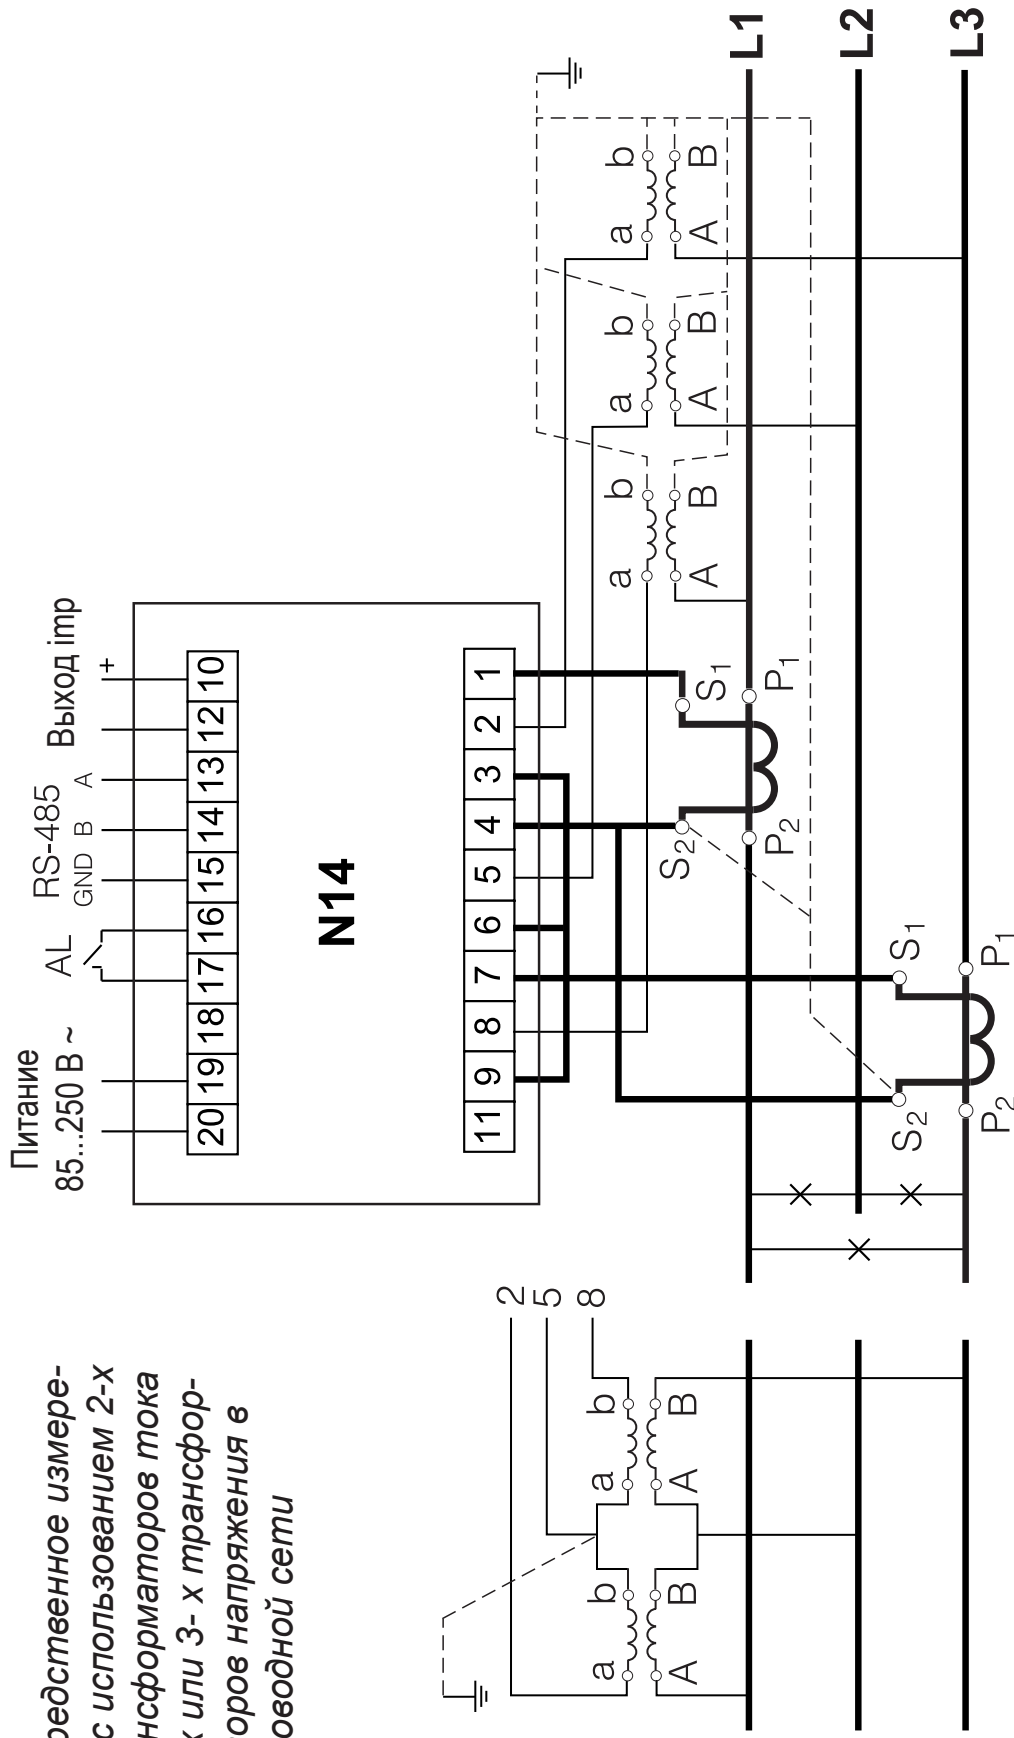 редственное измере-
с использованием 2-х
нсформаторов тока
х или 3- х трансфор-
оров напряжения в
оводной сети
Питание
85...250 В ~
AL
RS-485
GND B A
Выход imp
+
20 19 18 17 16 15 14 13 12 10
N14
11 9 8 7 6 5 4 3 2 1
2
5
8
a b a b
A B A B
a b a b a b
A B A B A B
S2 S1
P2 P1
S2 S1
P2 P1
L1
L2
L3